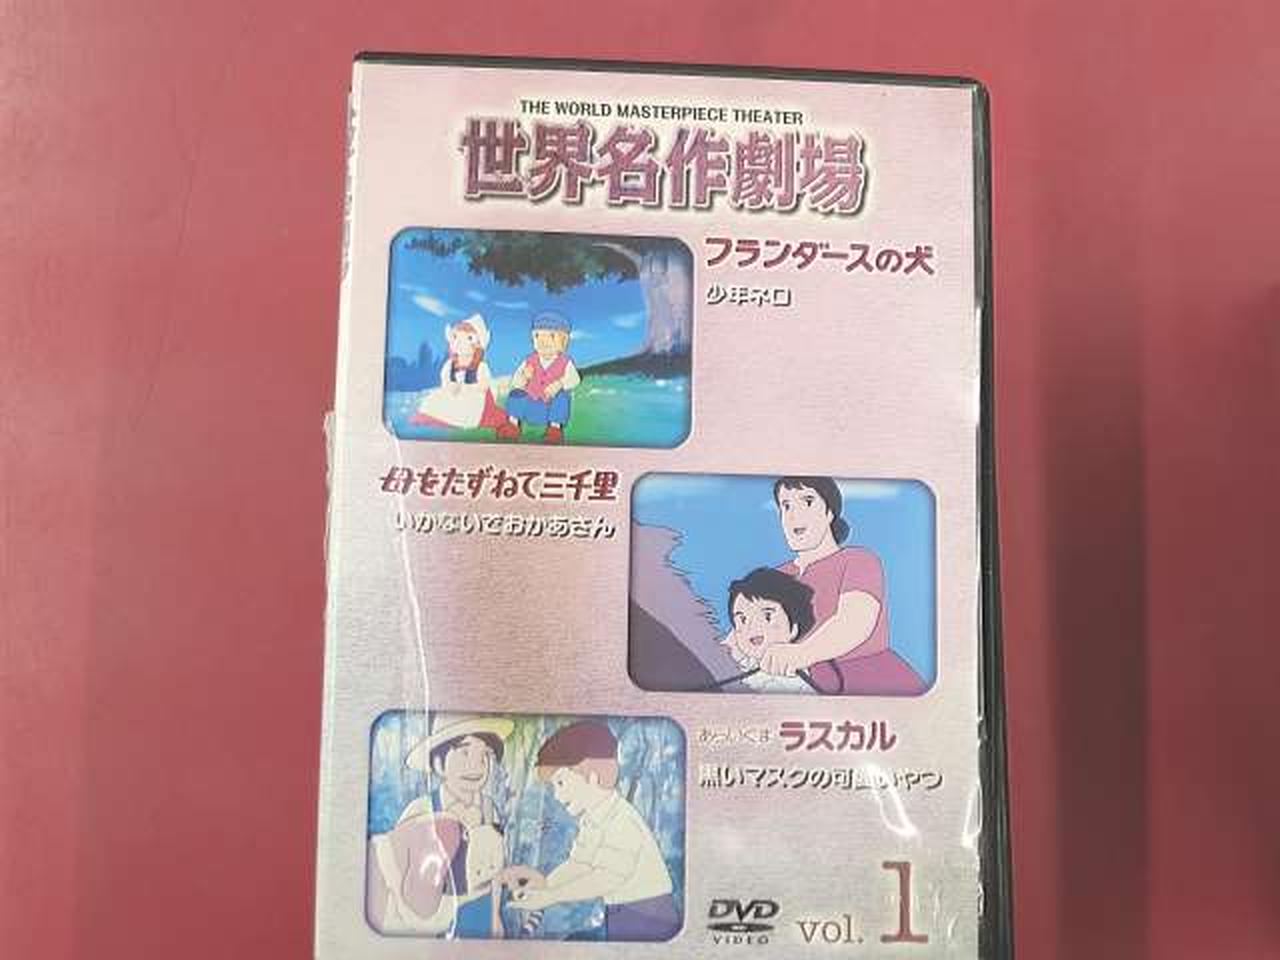 THE WORLD MASTERPIECE THEATER
世界名作劇場
フランダースの犬
少年ネロ
母をたずねて三千里
いかないでおかあさん
あらいぐま ラスカル
黒いマスクの可愛いやつ
DVD
VIDEO
vol. 1